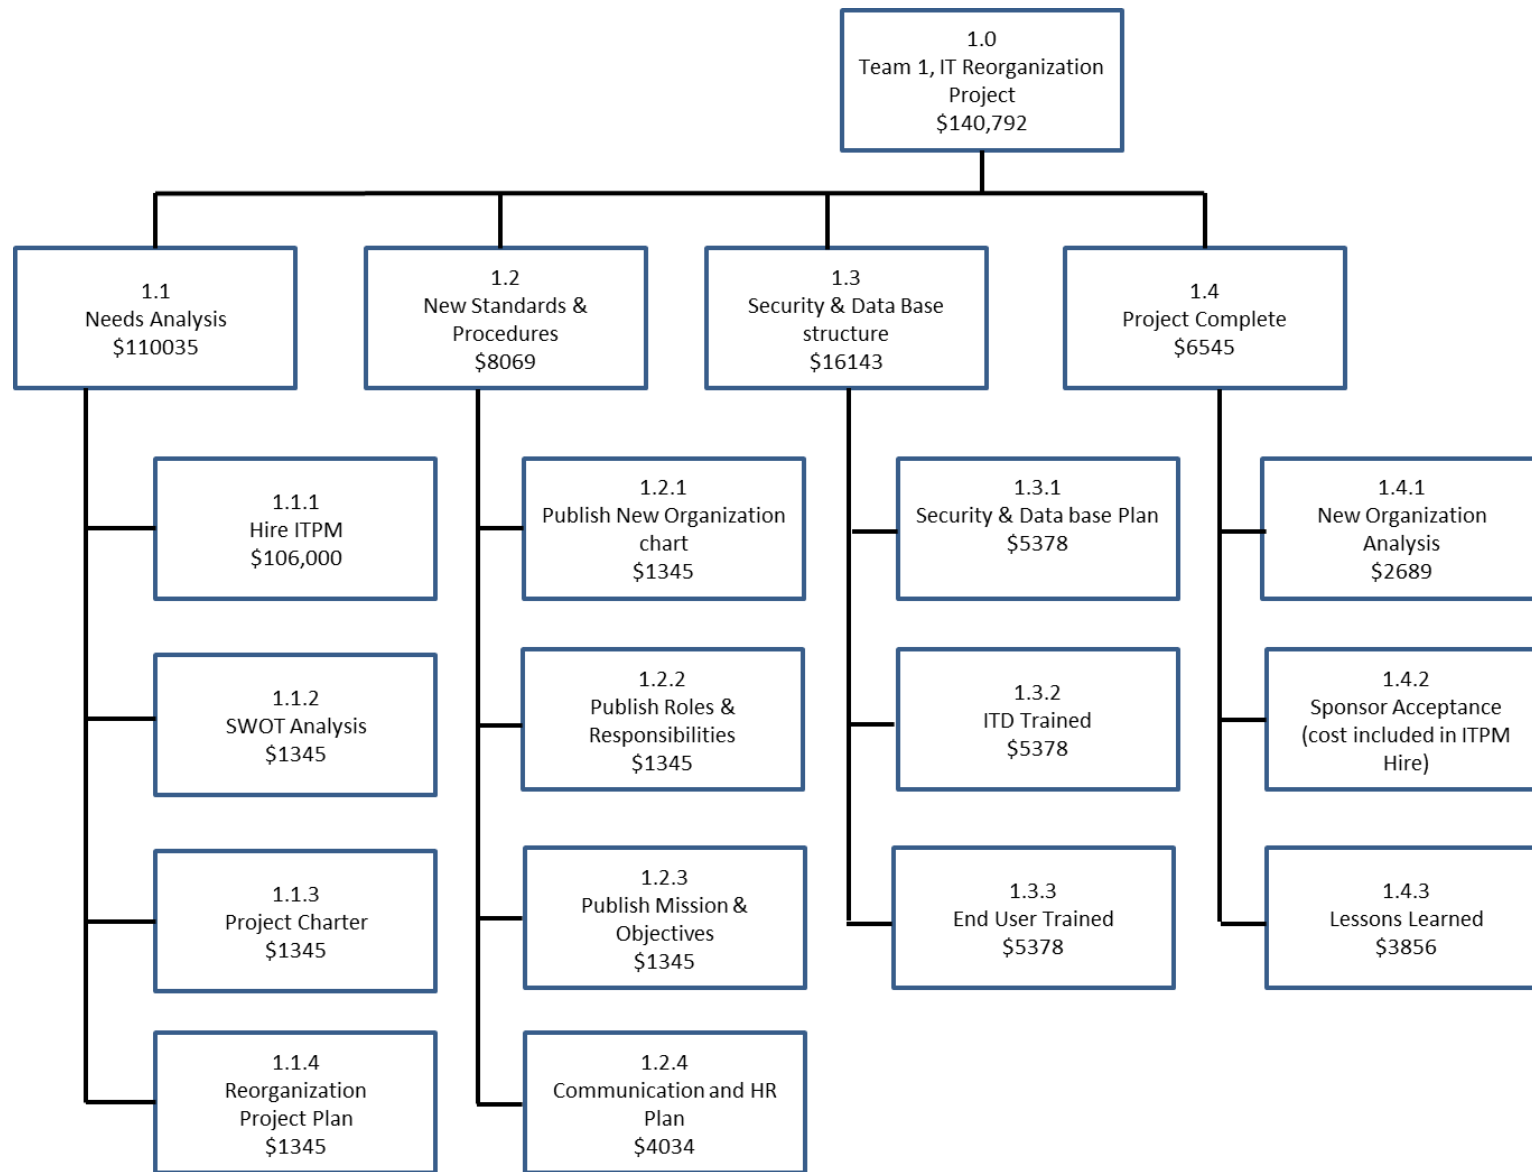 1.0
Team 1, IT Reorganization
Project
$140,792
1.1
Needs Analysis
$110035
1.2
New Standards &
Procedures
$8069
1.3
Security & Data Base
structure
$16143
1.4
Project Complete
$6545
1.1.1
Hire ITPM
$106,000
1.1.2
SWOT Analysis
$1345
1.1.3
Project Charter
$1345
1.1.4
Reorganization
Project Plan
$1345
1.2.1
Publish New Organization
chart
$1345
1.2.2
Publish Roles &
Responsibilities
$1345
1.2.3
Publish Mission &
Objectives
$1345
1.2.4
Communication and HR
Plan
$4034
1.3.1
Security & Data base Plan
$5378
1.3.2
ITD Trained
$5378
1.3.3
End User Trained
$5378
1.4.1
New Organization
Analysis
$2689
1.4.2
Sponsor Acceptance
(cost included in ITPM
Hire)
1.4.3
Lessons Learned
$3856